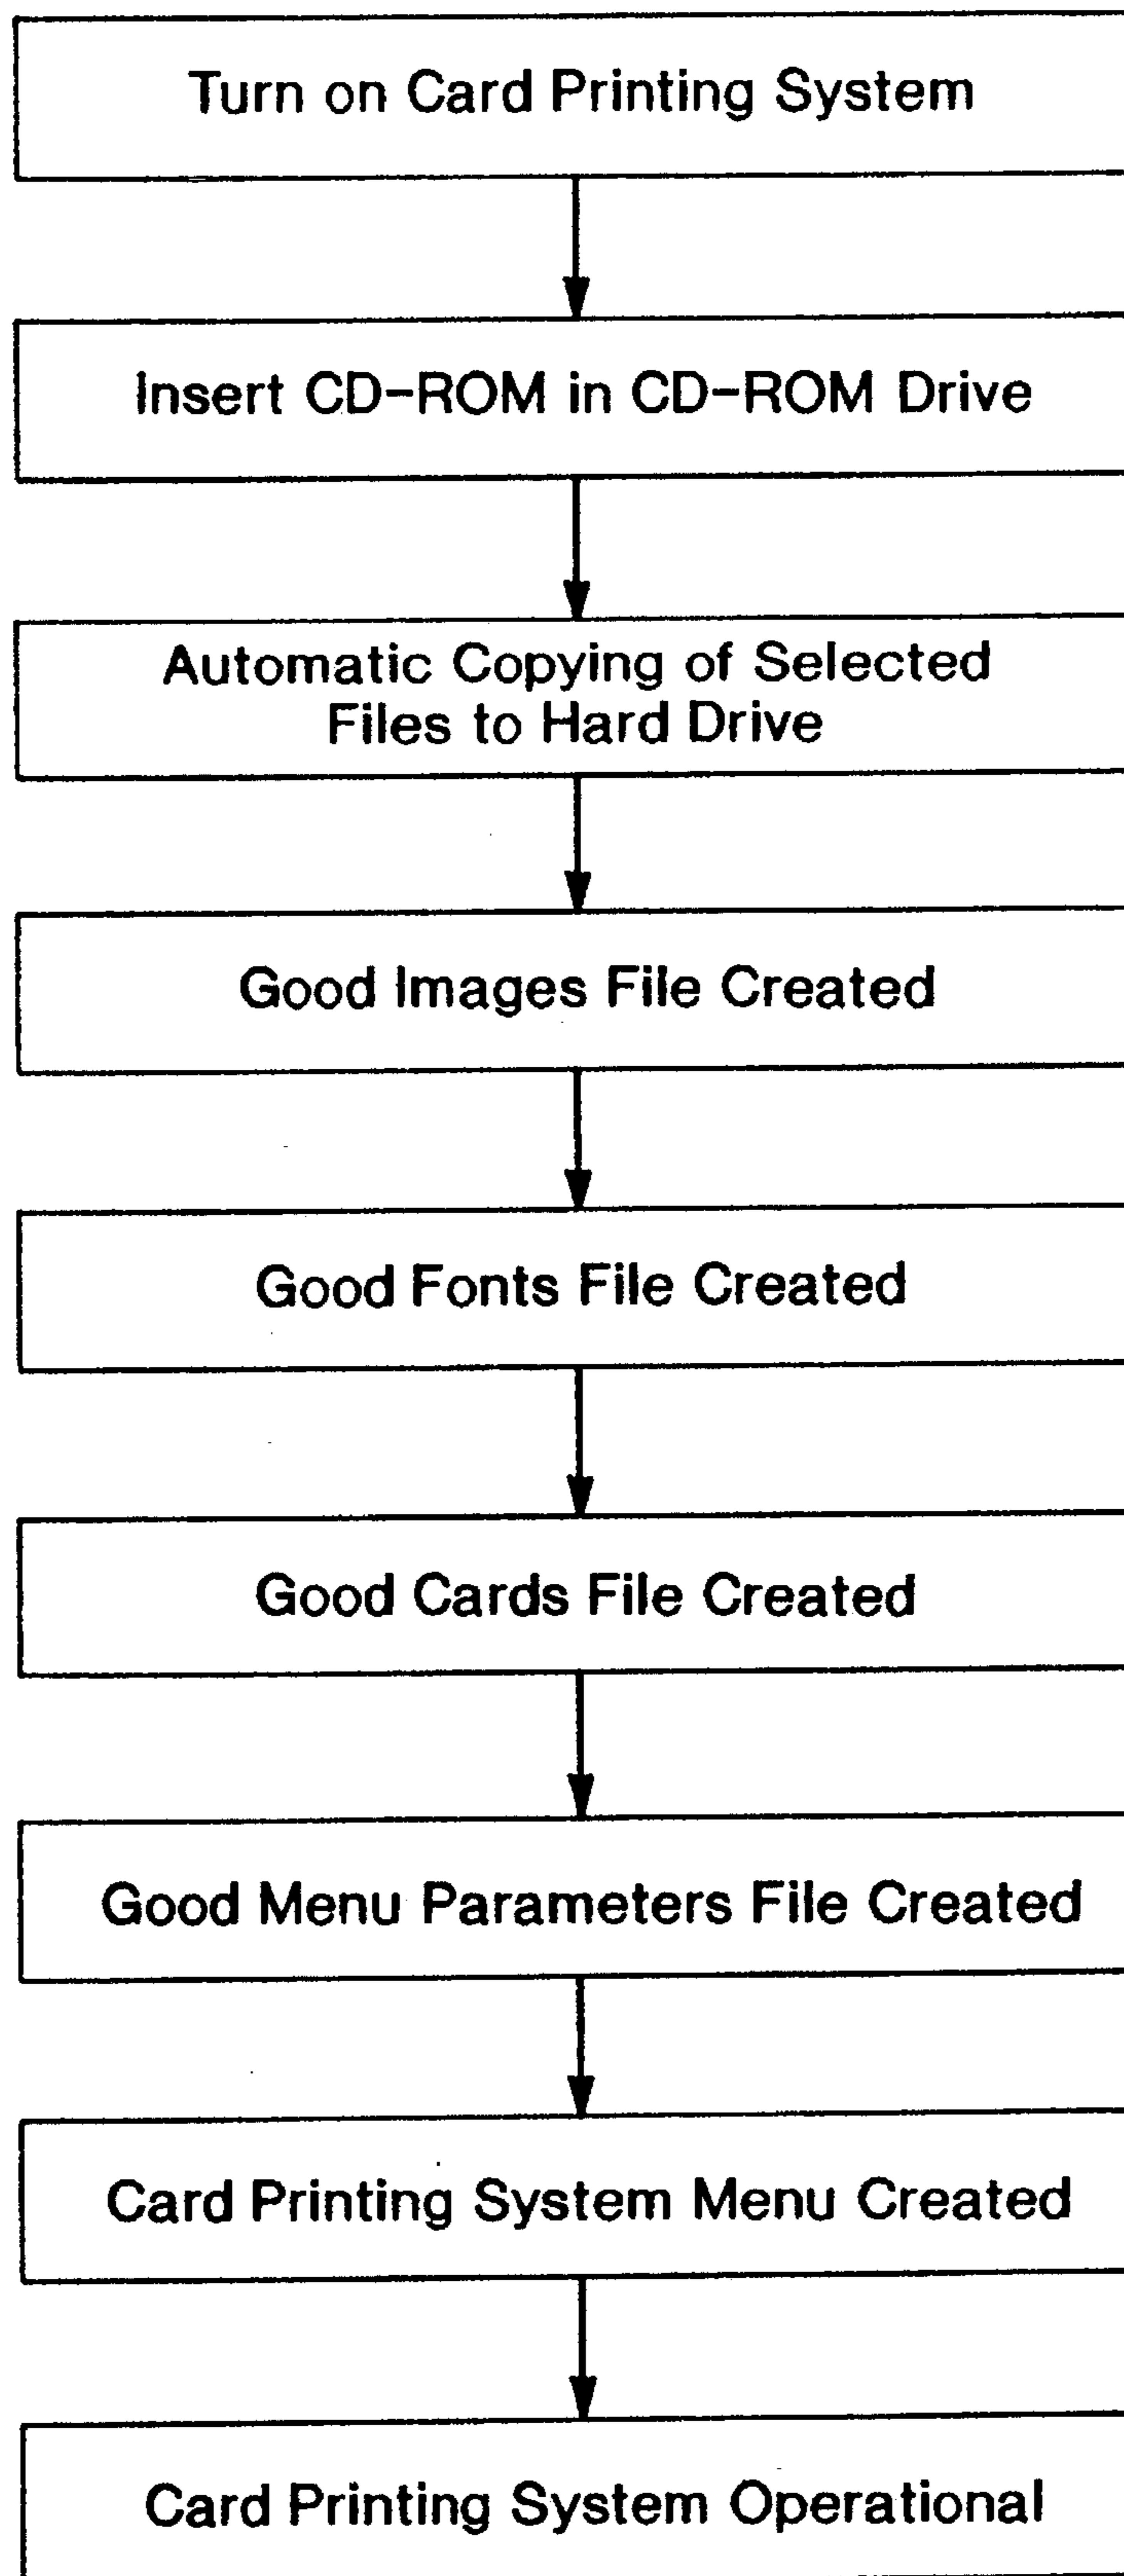 Turn on Card Printing System
Insert CD-ROM in CD-ROM Drive
Automatic Copying of Selected
Files to Hard Drive
Good Images File Created
Good Fonts File Created
Good Cards File Created
Good Menu Parameters File Created
Card Printing System Menu Created
Card Printing System Operational